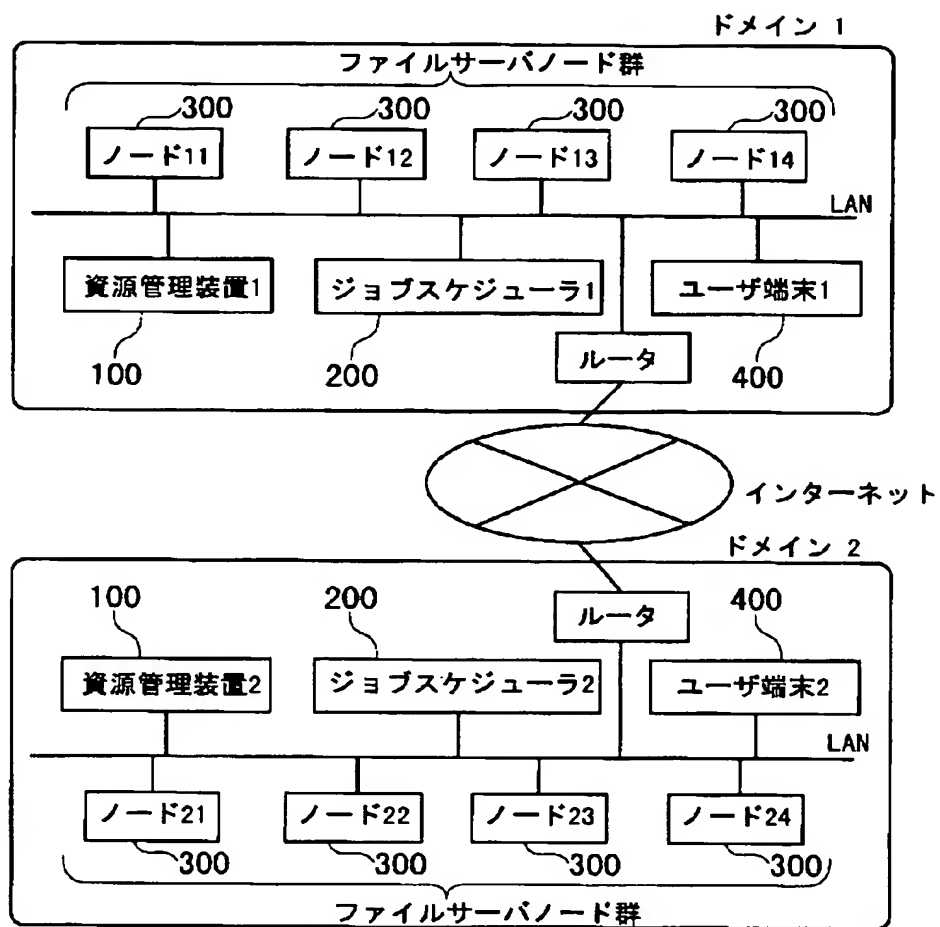 ドメイン 1
ファイルサーバノード群
300 300 300 300
ノード11 ノード12 ノード13 ノード14
LAN
資源管理装置1 ジョブスケジューラ1 ユーザ端末1
ルータ
100 200 400
インターネット
ドメイン 2
100 200 400
ルータ
資源管理装置2 ジョブスケジューラ2 ユーザ端末2
LAN
ノード21 ノード22 ノード23 ノード24
300 300 300 300
ファイルサーバノード群